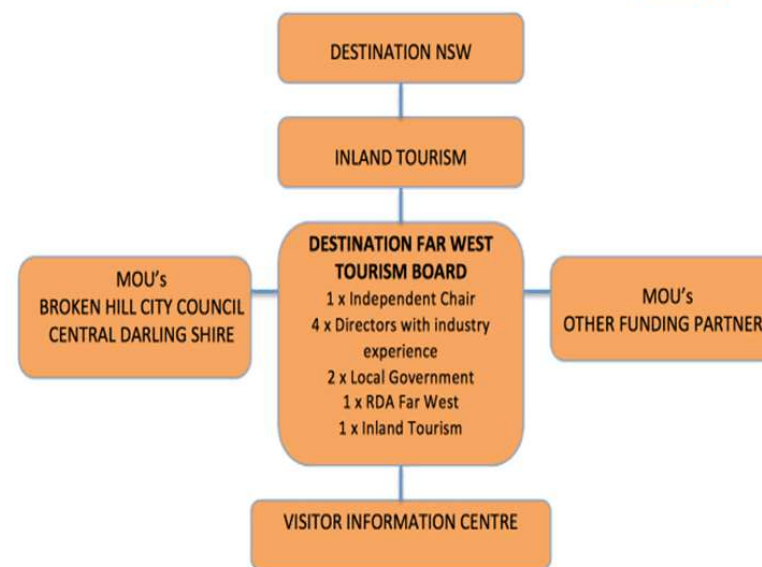 DESTINATION NSW
INLAND TOURISM
DESTINATION FAR WEST
TOURISM BOARD
1 x Independent Chair
4 x Directors with industry
experience
2 x Local Government
1 x RDA Far West
1 x Inland Tourism
MOU's
BROKEN HILL CITY COUNCIL
CENTRAL DARLING SHIRE
MOU's
OTHER FUNDING PARTNER
VISITOR INFORMATION CENTRE